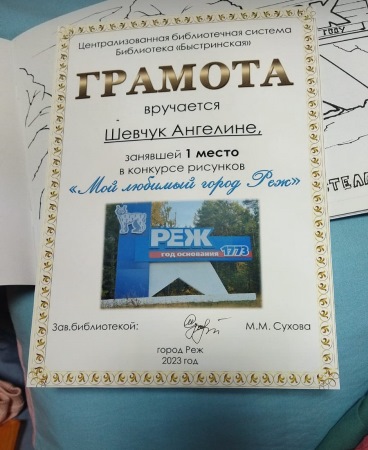 Централизованная библиотечная система
Библиотека «Быстринская»
ГРАМОТА
вручается
Шевчук Ангелине,
занявшей 1 место
в конкурсе рисунков
«Мой любимый город Реж»
РЕЖ
год основания 1773
Зав.библиотекой: М.М. Сухова
город Реж
2023 год
ГОДУ